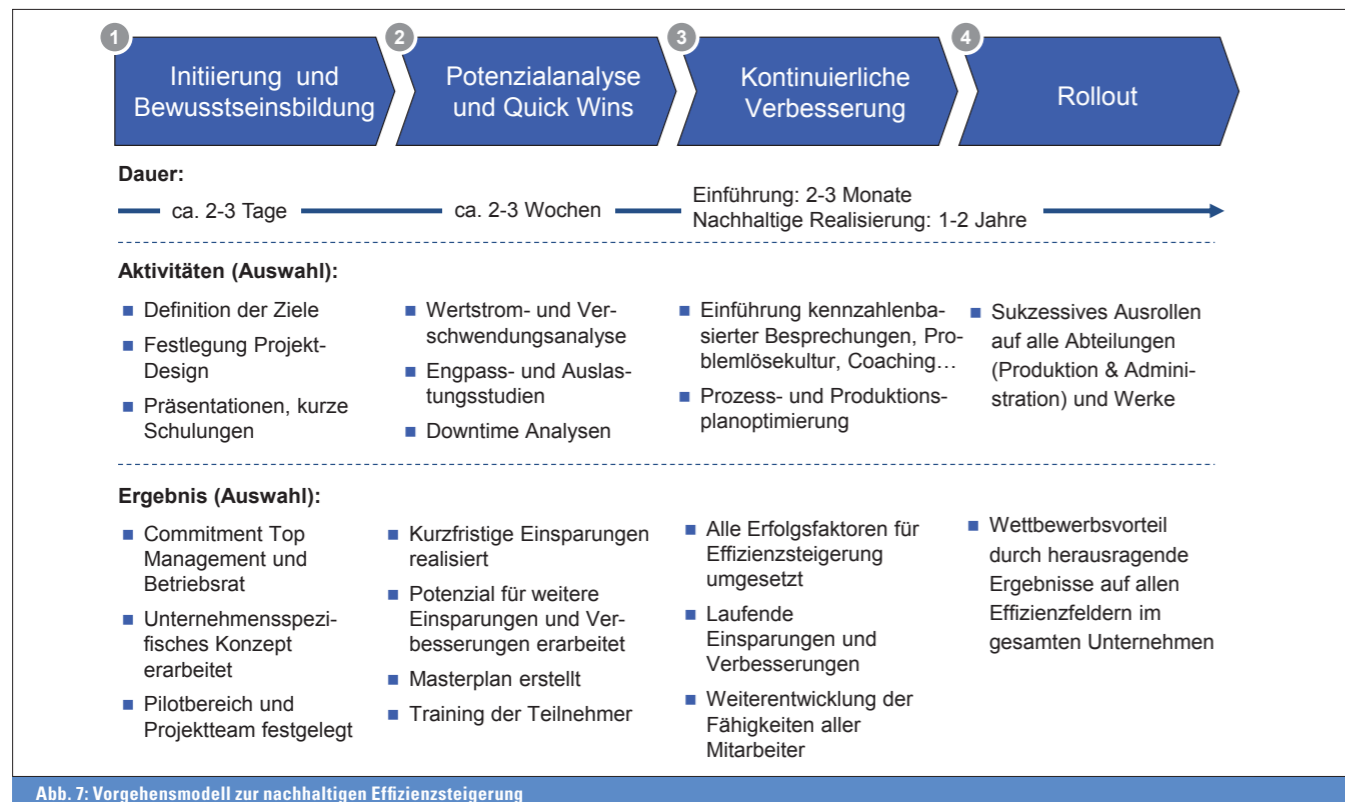 1
Initiierung und
Bewusstseinsbildung
2
Potenzialanalyse
und Quick Wins
3
Kontinuierliche
Verbesserung
4
Rollout
Dauer:
ca. 2-3 Tage
ca. 2-3 Wochen
Einführung: 2-3 Monate
Nachhaltige Realisierung: 1-2 Jahre
Aktivitäten (Auswahl):
■ Definition der Ziele
■ Festlegung Projekt-
Design
■ Präsentationen, kurze
Schulungen
■ Wertstrom- und Ver-
schwendungsanalyse
■ Engpass- und Auslas-
tungsstudien
■ Downtime Analysen
■ Einführung kennzahlenba-
sierter Besprechungen, Pro-
blemlösekultur, Coaching…
■ Prozess- und Produktions-
planoptimierung
■ Sukzessives Ausrollen
auf alle Abteilungen
(Produktion & Admini-
stration) und Werke
Ergebnis (Auswahl):
■ Commitment Top
Management und
Betriebsrat
■ Unternehmensspezi-
fisches Konzept
erarbeitet
■ Pilotbereich und
Projektteam festgelegt
■ Kurzfristige Einsparungen
realisiert
■ Potenzial für weitere
Einsparungen und Ver-
besserungen erarbeitet
■ Masterplan erstellt
■ Training der Teilnehmer
■ Alle Erfolgsfaktoren für
Effizienzsteigerung
umgesetzt
■ Laufende
Einsparungen und
Verbesserungen
■ Weiterentwicklung der
Fähigkeiten aller
Mitarbeiter
■ Wettbewerbsvorteil
durch herausragende
Ergebnisse auf allen
Effizienzfeldern im
gesamten Unternehmen
Abb. 7: Vorgehensmodell zur nachhaltigen Effizienzsteigerung